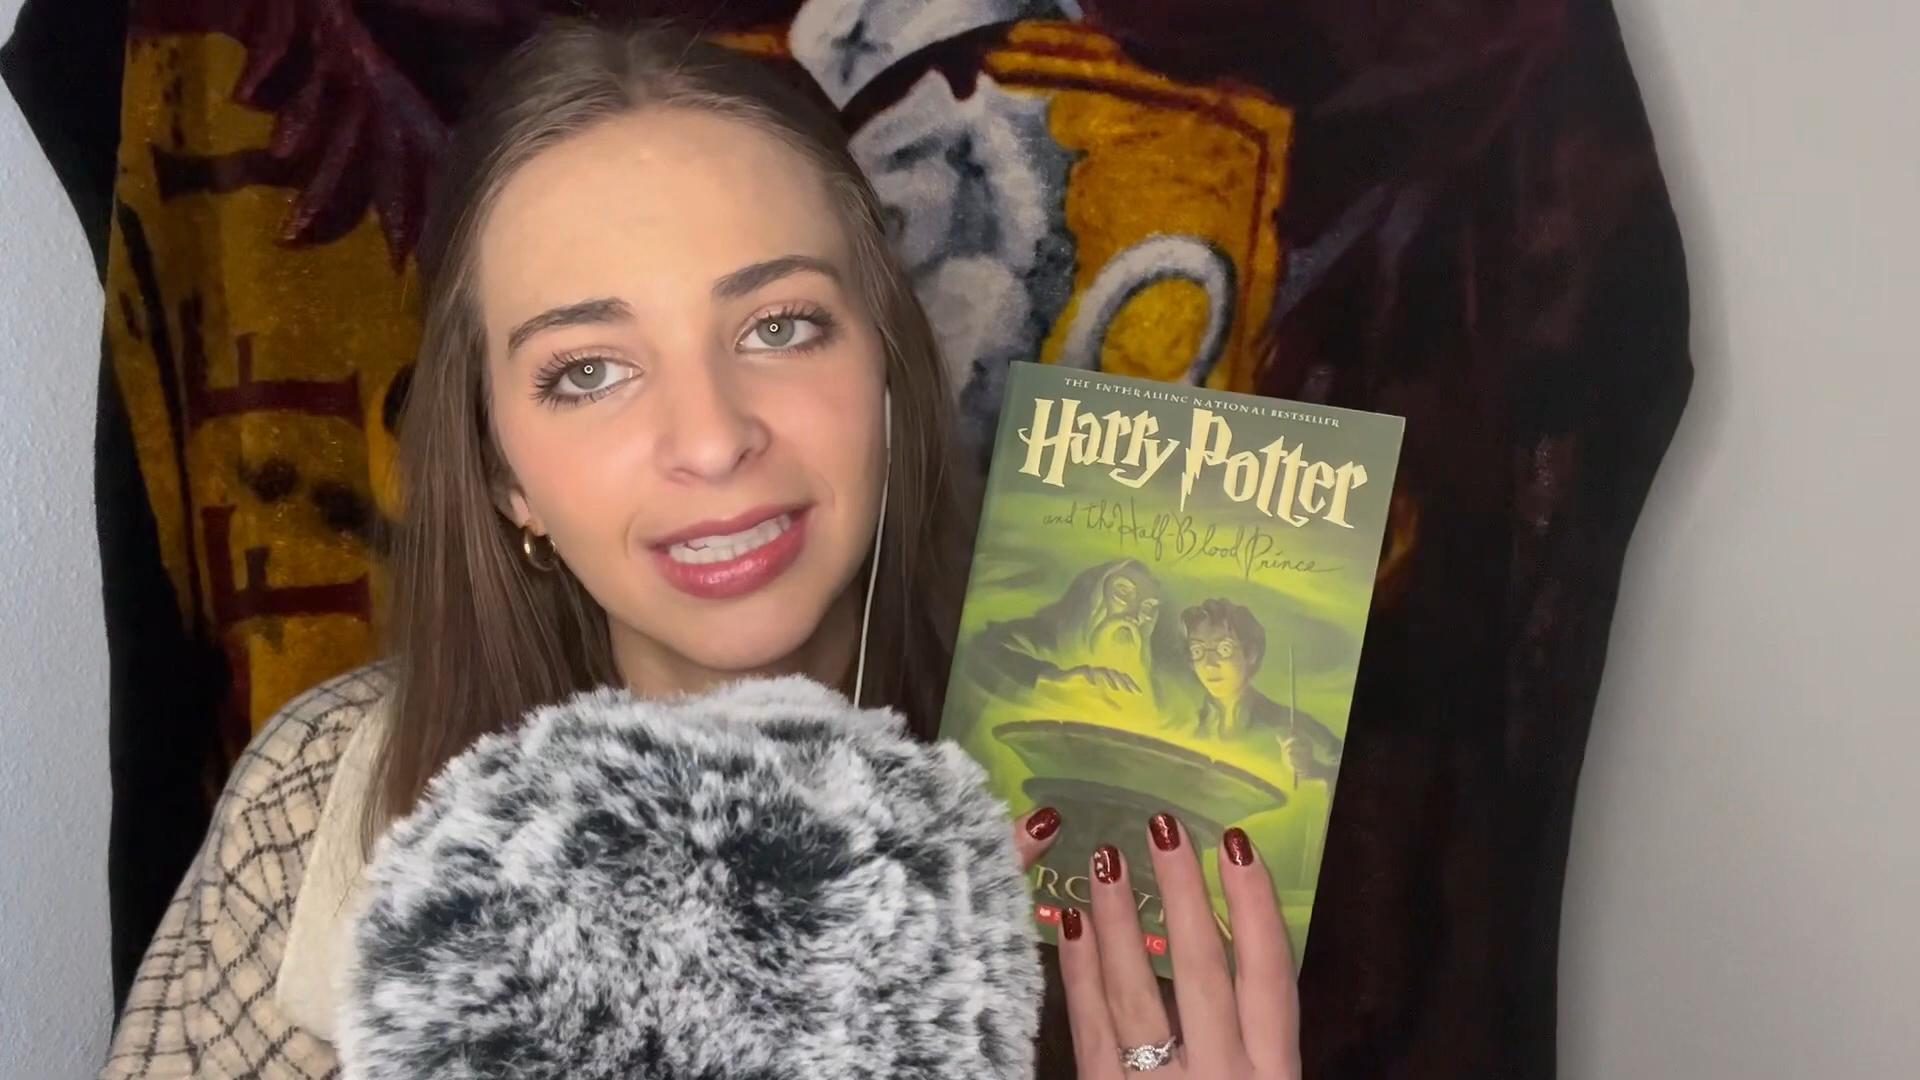 THE ENTHRALLING NATIONAL BESTSELLER
Harry Potter
and the Half-Blood Prince